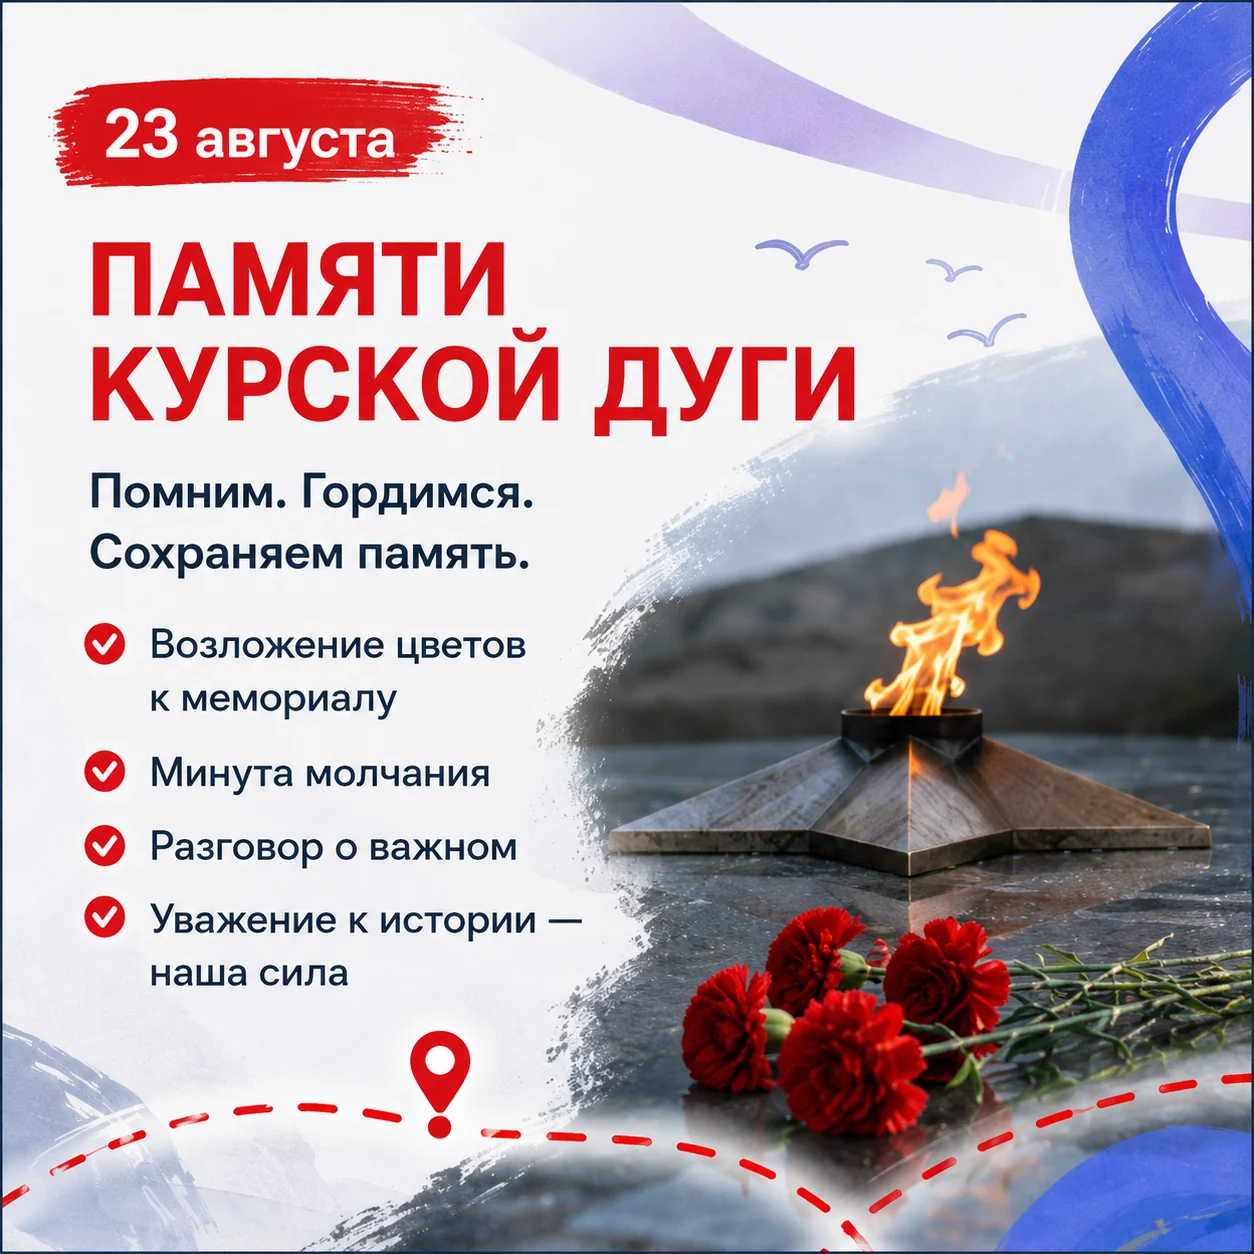 23 августа
ПАМЯТИ
КУРСКОЙ ДУГИ
Помним. Гордимся.
Сохраняем память.
Возложение цветов
к мемориалу
Минута молчания
Разговор о важном
Уважение к истории —
наша сила